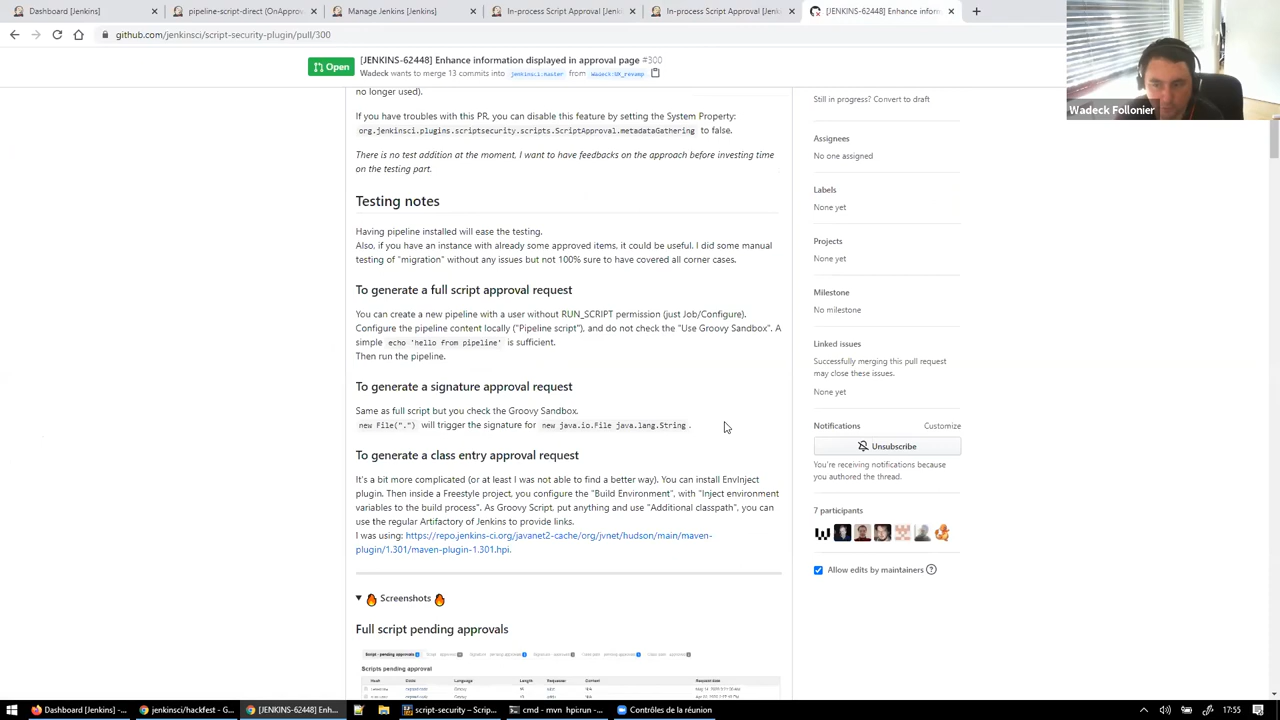 Dashboard [Jenkins]
pipeline-script-direct (OnApprov
Manage Jenkins [Jenkins]
In-process Script Approval [Jenki
In-process Script Approval [Jenk
[JENKINS-62448] Enhance inform
github.com/jenkinsci/script-security-plugin/pull/300
Open
[JENKINS-62448] Enhance information displayed in approval page #300
Wadeck wants to merge 13 commits into jenkinsci:master from Wadeck:UX_revamp
Wadeck Follonier
no longer used).
If you have issue with this PR, you can disable this feature by setting the System Property:
org.jenkinsci.plugins.scriptsecurity.scripts.ScriptApproval.metadataGathering to false.
There is no test addition at the moment, I want to have feedbacks on the approach before investing time
on the testing part.
Testing notes
Having pipeline installed will ease the testing.
Also, if you have an instance with already some approved items, it could be useful. I did some manual
testing of "migration" without any issues but not 100% sure to have covered all corner cases.
To generate a full script approval request
You can create a new pipeline with a user without RUN_SCRIPT permission (just Job/Configure).
Configure the pipeline content locally ("Pipeline script"), and do not check the "Use Groovy Sandbox". A
simple echo 'hello from pipeline' is sufficient.
Then run the pipeline.
To generate a signature approval request
Same as full script but you check the Groovy Sandbox.
new File(".") will trigger the signature for new java.io.File java.lang.String .
To generate a class entry approval request
It's a bit more complicated (or at least I was not able to find a better way). You can install EnvInject
plugin. Then inside a Freestyle project, you configure the "Build Environment", with "Inject environment
variables to the build process". As Groovy Script, put anything and use "Additional classpath", you can
use the regular Artifactory of Jenkins to provide links.
I was using: https://repo.jenkins-ci.org/javanet2-cache/org/jvnet/hudson/main/maven-
plugin/1.301/maven-plugin-1.301.hpi.
Screenshots
Full script pending approvals
Scripts pending approval
Still in progress? Convert to draft
Assignees
No one assigned
Labels
None yet
Projects
None yet
Milestone
No milestone
Linked issues
Successfully merging this pull request
may close these issues.
None yet
Notifications
Customize
Unsubscribe
You're receiving notifications because
you authored the thread.
7 participants
Allow edits by maintainers
Dashboard [Jenkins] -...
jenkinsci/hackfest - G...
[JENKINS-62448] Enh...
script-security – Scrip...
cmd - mvn hpi:run -...
Contrôles de la réunion
17:55